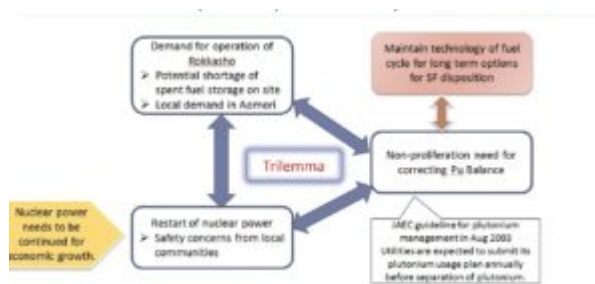 Demand for operation of
Rokkasho
➤ Potential shortage of
spent fuel storage on site
➤ Local demand in Aomori
Maintain technology of fuel
cycle for long term options
for SF disposition
Trilemma
Non-proliferation need for
correcting Pu Balance
Nuclear power
needs to be
continued for
economic growth.
Restart of nuclear power
➤ Safety concerns from local
communities
JAEC guideline for plutonium
management in Aug 2003
Utilities are expected to submit its
plutonium usage plan annually
before separation of plutonium.